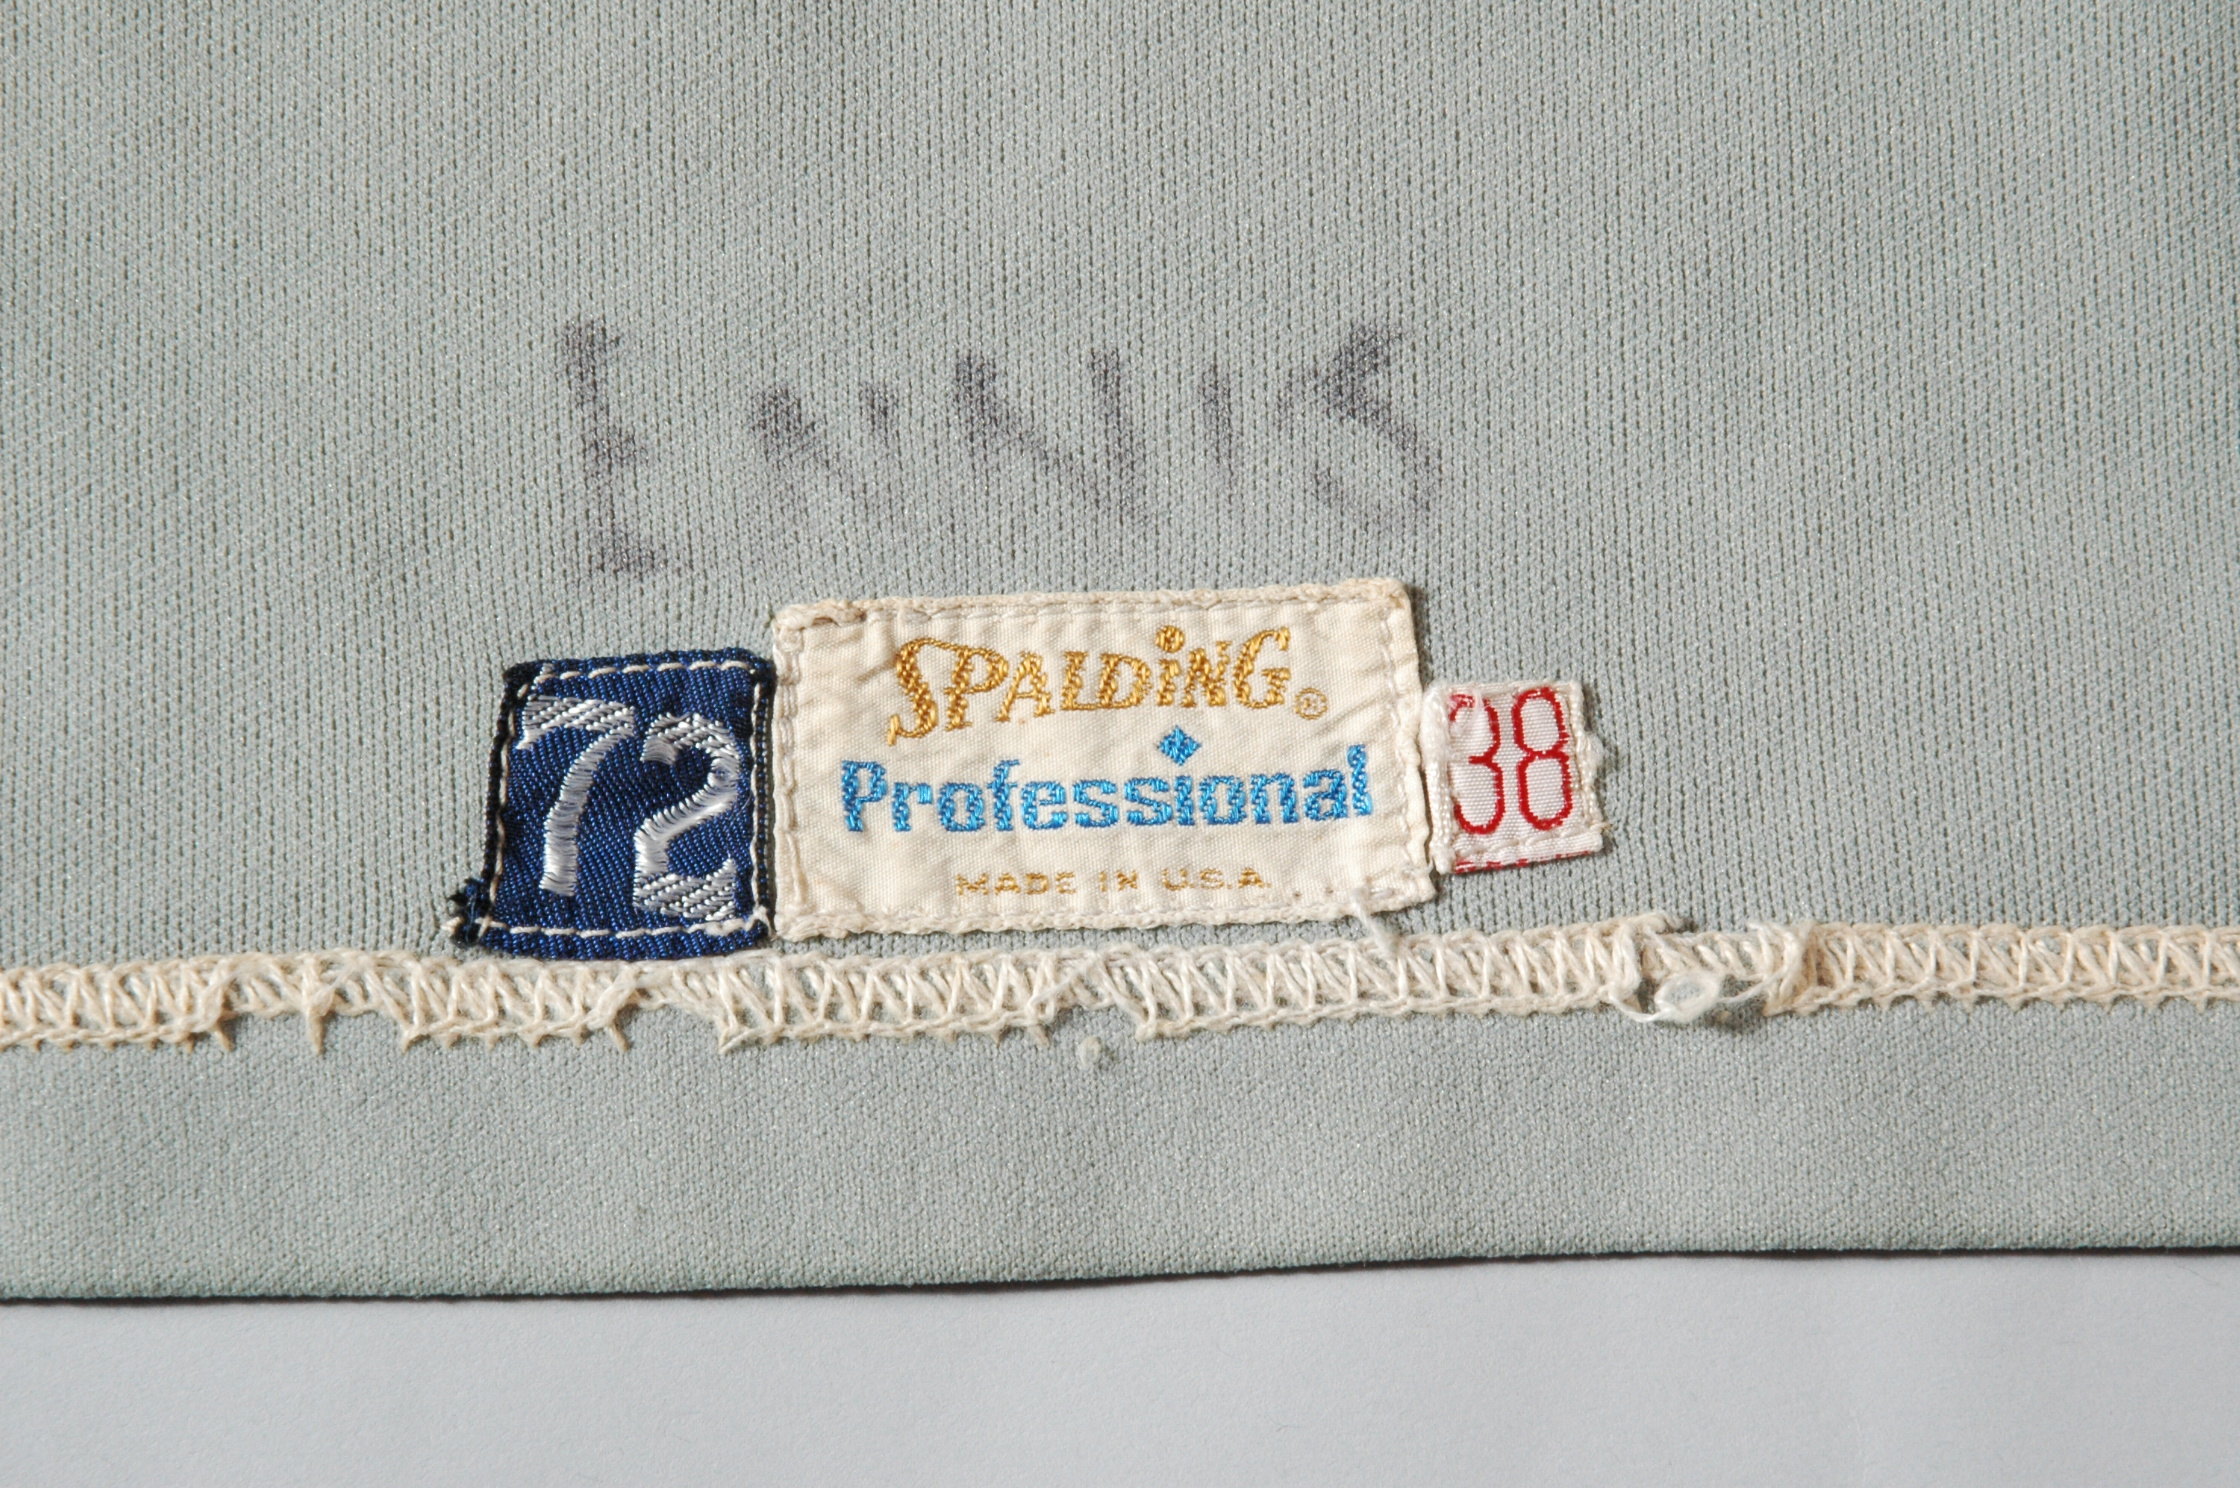 72
SPALDiNG®
Professional
MADE IN U.S.A.
38